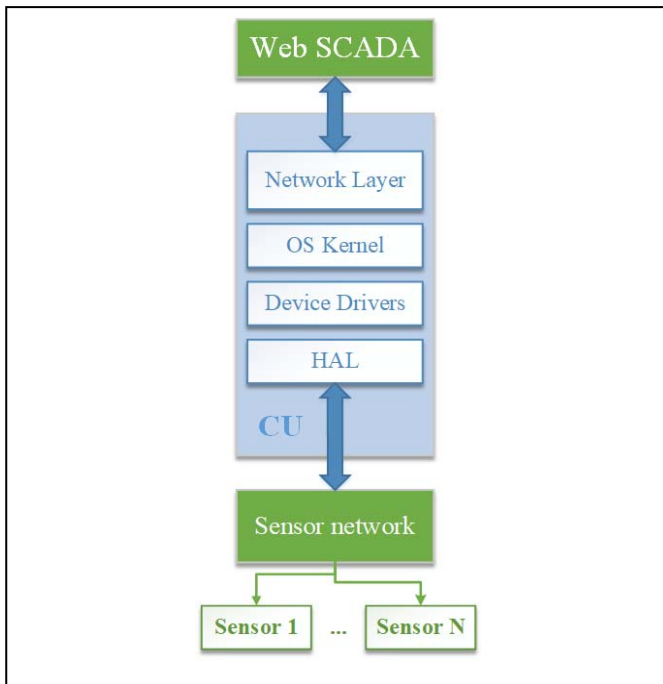 Web SCADA
Network Layer
OS Kernel
Device Drivers
HAL
CU
Sensor network
Sensor 1 ... Sensor N